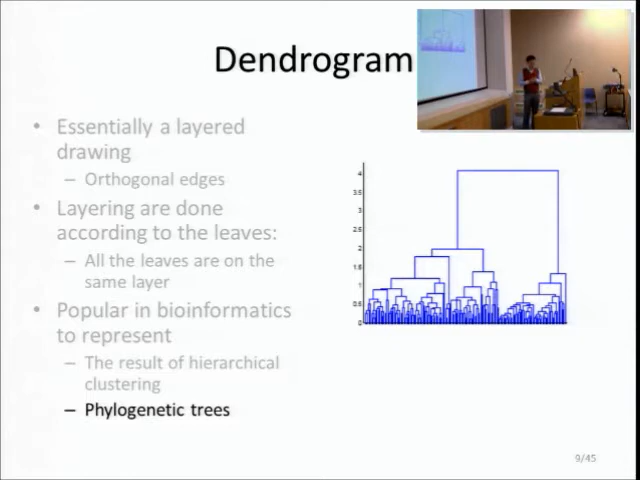 Dendrogram
• Essentially a layered
drawing
– Orthogonal edges
• Layering are done
according to the leaves:
– All the leaves are on the
same layer
• Popular in bioinformatics
to represent
– The result of hierarchical
clustering
– Phylogenetic trees
4
3.5
3
2.5
2
1.5
1
0.5
0
9/45